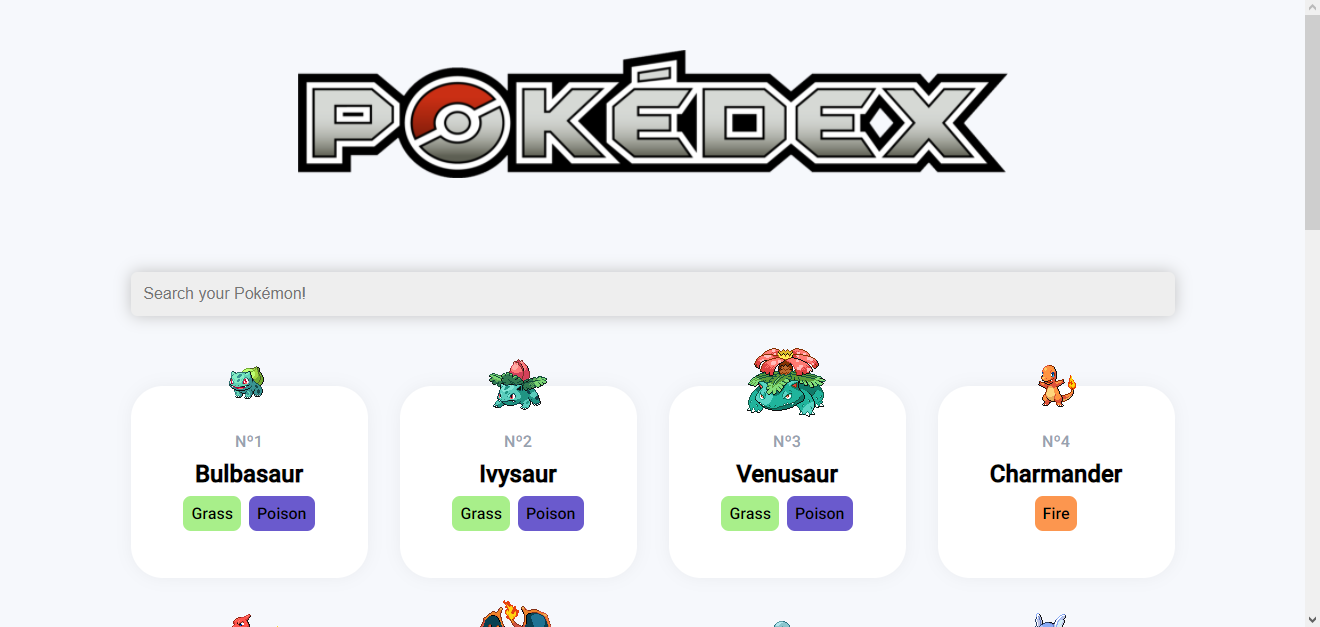 POKÉDEX
Search your Pokémon!
Nº1
Bulbasaur
Grass Poison
Nº2
Ivysaur
Grass Poison
Nº3
Venusaur
Grass Poison
Nº4
Charmander
Fire